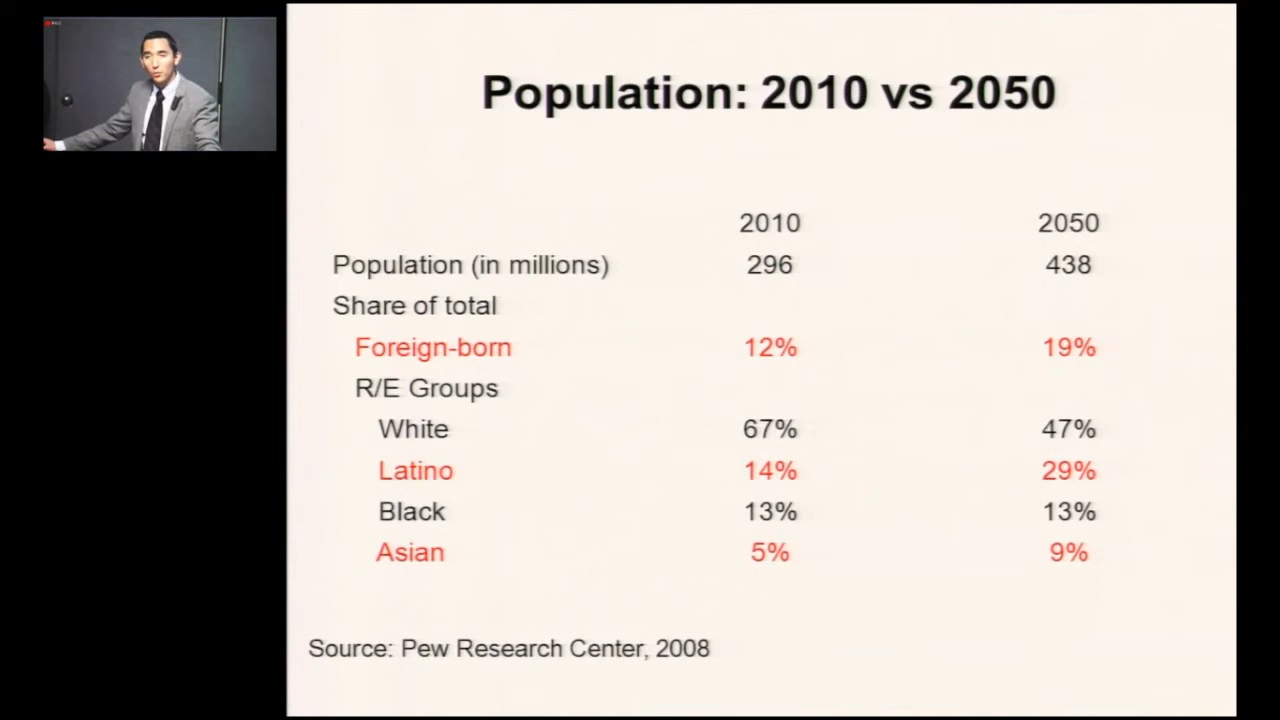 Population: 2010 vs 2050
2010 2050
Population (in millions) 296 438
Share of total
Foreign-born 12% 19%
R/E Groups
White 67% 47%
Latino 14% 29%
Black 13% 13%
Asian 5% 9%
Source: Pew Research Center, 2008